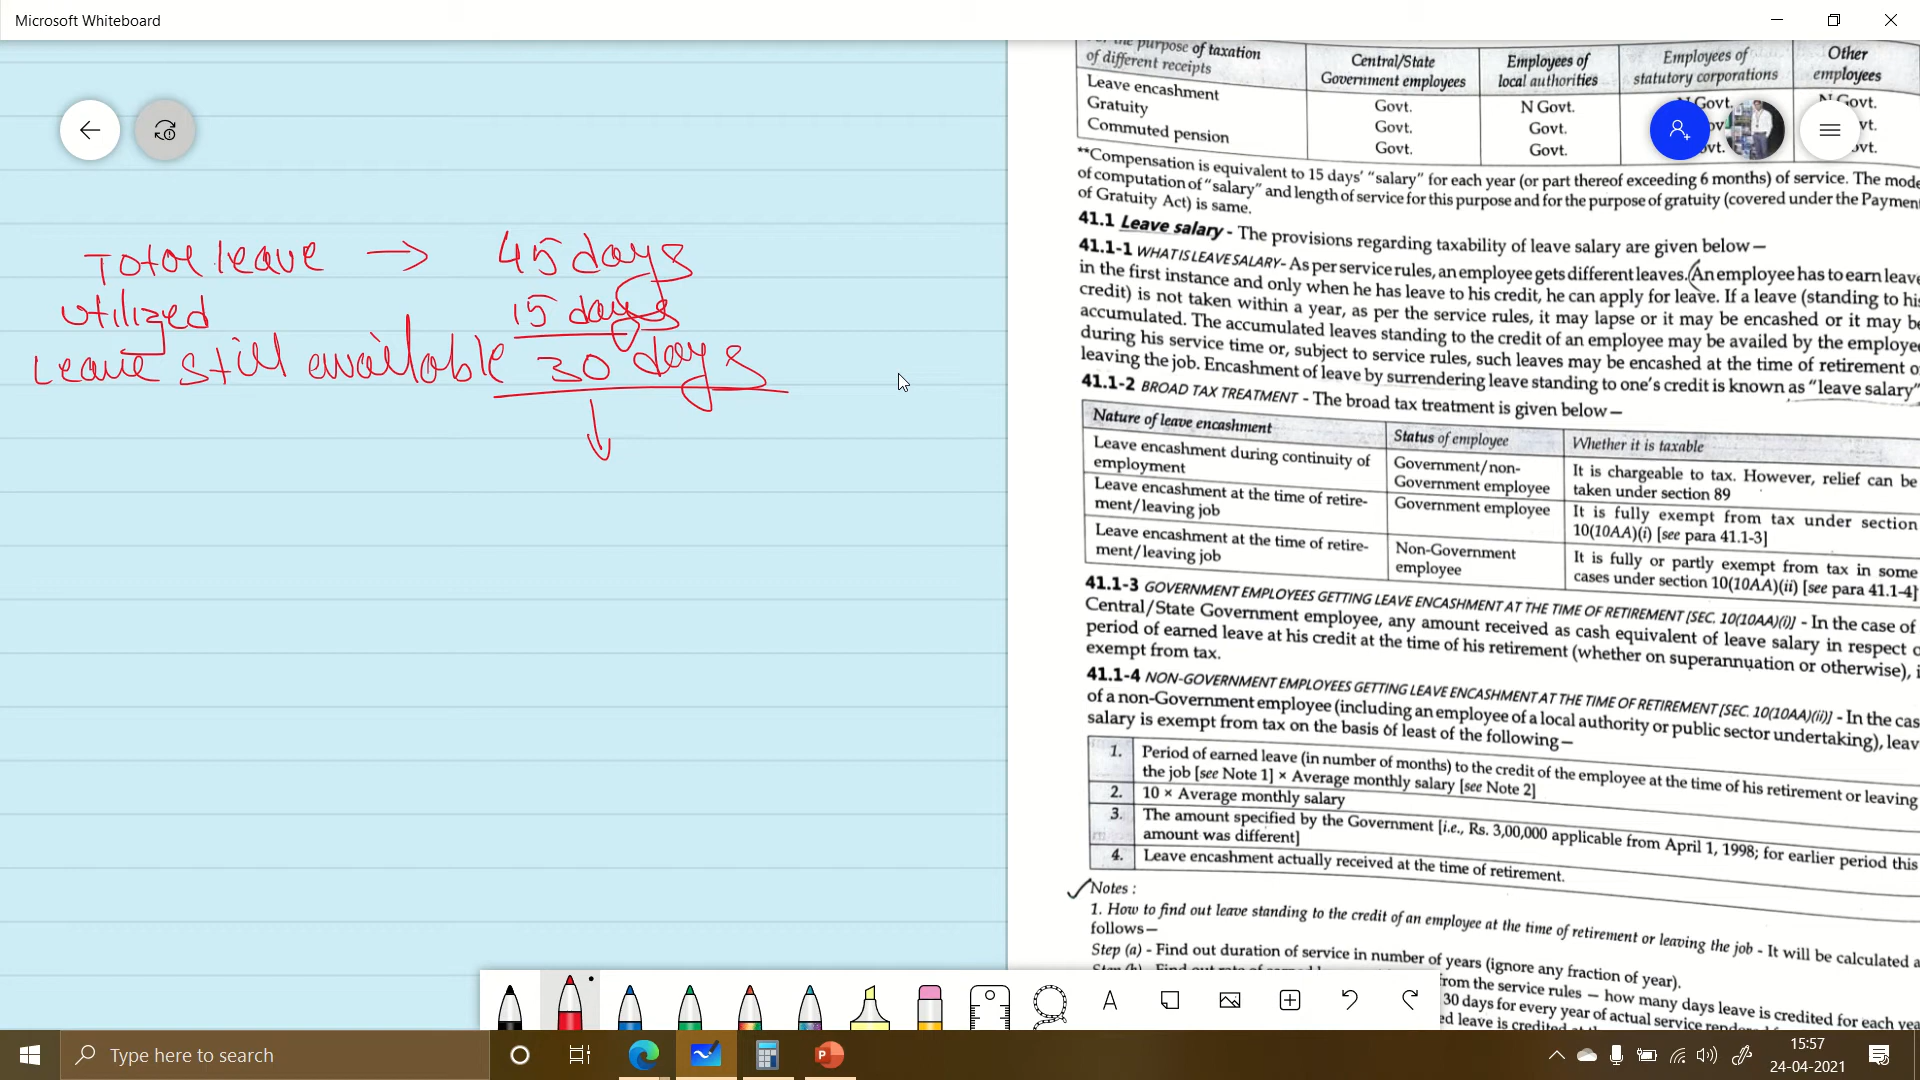 Microsoft Whiteboard
Total leave → 45 days
utilized 15 days
Leave still available 30 days
the purpose of taxation
of different receipts
Central/State
Government employees
Employees of
local authorities
Employees of
statutory corporations
Other
employees
Leave encashment Govt. N Govt. N Govt. N Govt.
Gratuity Govt. Govt.
Commuted pension Govt. Govt.
**Compensation is equivalent to 15 days' "salary" for each year (or part thereof exceeding 6 months) of service. The mode
of computation of "salary" and length of service for this purpose and for the purpose of gratuity (covered under the Paymen
of Gratuity Act) is same.
41.1 Leave salary - The provisions regarding taxability of leave salary are given below—
41.1-1 WHAT IS LEAVE SALARY - As per service rules, an employee gets different leaves. (An employee has to earn leave
in the first instance and only when he has leave to his credit, he can apply for leave. If a leave (standing to his
credit) is not taken within a year, as per the service rules, it may lapse or it may be encashed or it may be
accumulated. The accumulated leaves standing to the credit of an employee may be availed by the employee
during his service time or, subject to service rules, such leaves may be encashed at the time of retirement o
leaving the job. Encashment of leave by surrendering leave standing to one's credit is known as "leave salary"
41.1-2 BROAD TAX TREATMENT - The broad tax treatment is given below—
Nature of leave encashment Status of employee Whether it is taxable
Leave encashment during continuity of
employment
Government/non-
Government employee
It is chargeable to tax. However, relief can be
taken under section 89
Leave encashment at the time of retire-
ment/leaving job
Government employee
It is fully exempt from tax under section
10(10AA)(i) [see para 41.1-3]
Leave encashment at the time of retire-
ment/leaving job
Non-Government
employee
It is fully or partly exempt from tax in some
cases under section 10(10AA)(ii) [see para 41.1-4]
41.1-3 GOVERNMENT EMPLOYEES GETTING LEAVE ENCASHMENT AT THE TIME OF RETIREMENT [SEC. 10(10AA)(i)] - In the case of
Central/State Government employee, any amount received as cash equivalent of leave salary in respect o
period of earned leave at his credit at the time of his retirement (whether on superannuation or otherwise), i
exempt from tax.
41.1-4 NON-GOVERNMENT EMPLOYEES GETTING LEAVE ENCASHMENT AT THE TIME OF RETIREMENT [SEC. 10(10AA)(ii)] - In the cas
of a non-Government employee (including an employee of a local authority or public sector undertaking), leav
salary is exempt from tax on the basis of least of the following—
1. Period of earned leave (in number of months) to the credit of the employee at the time of his retirement or leaving
the job [see Note 1] × Average monthly salary [see Note 2]
2. 10 × Average monthly salary
3. The amount specified by the Government [i.e., Rs. 3,00,000 applicable from April 1, 1998; for earlier period this
amount was different]
4. Leave encashment actually received at the time of retirement.
Notes :
1. How to find out leave standing to the credit of an employee at the time of retirement or leaving the job - It will be calculated a
follows—
Step (a) - Find out duration of service in number of years (ignore any fraction of year).
rom the service rules — how many days leave is credited for each yea
30 days for every year of actual service
Type here to search
15:57
24-04-2021